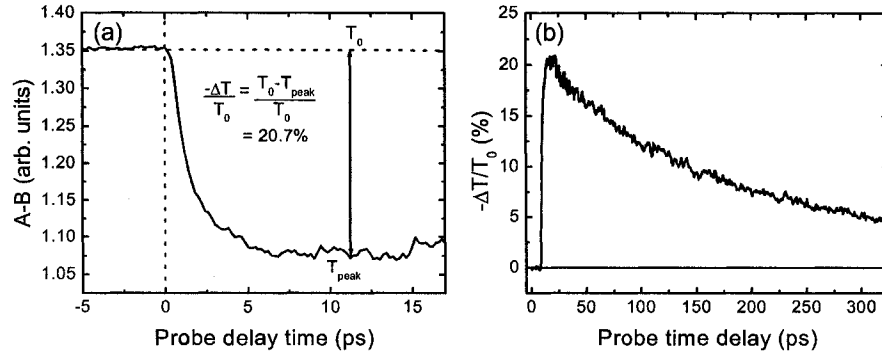 (a)
T₀
-ΔT/T₀ = T₀-Tpeak/T₀
= 20.7%
Tpeak
A-B (arb. units)
1.40
1.35
1.30
1.25
1.20
1.15
1.10
1.05
-5 0 5 10 15
Probe delay time (ps)
(b)
-ΔT/T₀ (%)
25
20
15
10
5
0
0 50 100 150 200 250 300
Probe time delay (ps)